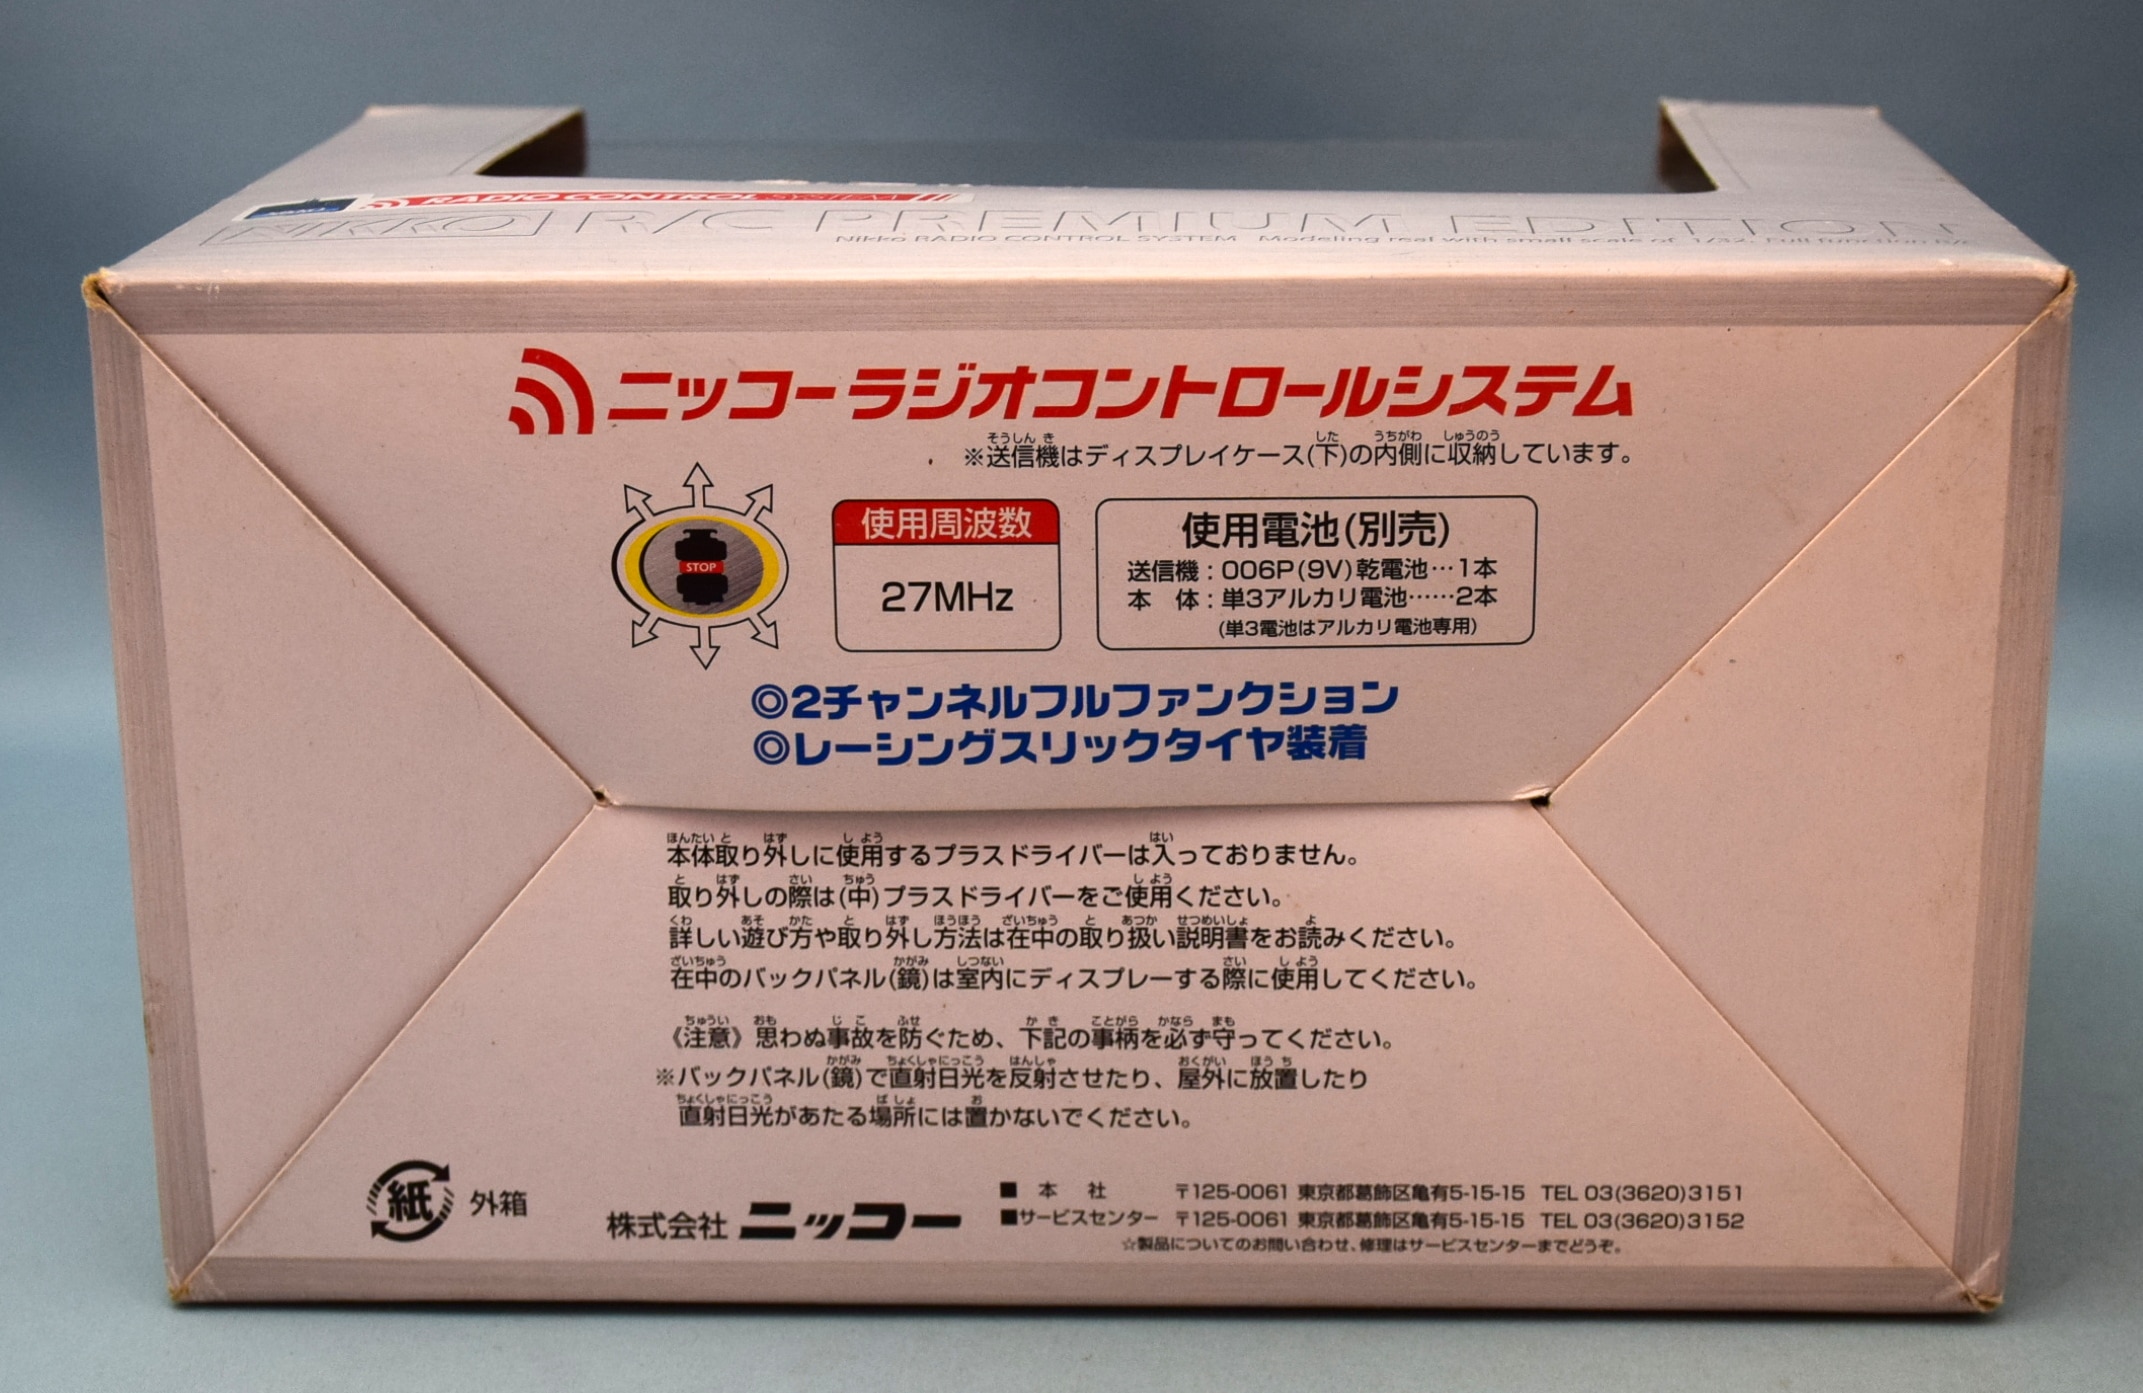 RADIO CONTROL SYSTEM
NIKKO R/C PREMIUM EDITION
Nikko RADIO CONTROL SYSTEM Modeling real with small scale of 1/32. Full function R/C
ニッコーラジオコントロールシステム
※送信機はディスプレイケース(下)の内側に収納しています。
STOP
使用周波数
27MHz
使用電池(別売)
送信機:006P(9V)乾電池…1本
本 体:単3アルカリ電池……2本
(単3電池はアルカリ電池専用)
◎2チャンネルフルファンクション
◎レーシングスリックタイヤ装着
本体取り外しに使用するプラスドライバーは入っておりません。
取り外しの際は(中)プラスドライバーをご使用ください。
詳しい遊び方や取り外し方法は在中の取り扱い説明書をお読みください。
在中のバックパネル(鏡)は室内にディスプレーする際に使用してください。
《注意》思わぬ事故を防ぐため、下記の事柄を必ず守ってください。
※バックパネル(鏡)で直射日光を反射させたり、屋外に放置したり
直射日光があたる場所には置かないでください。
紙 外箱
株式会社 ニッコー
■ 本 社 〒125-0061 東京都葛飾区亀有5-15-15 TEL 03(3620)3151
■サービスセンター 〒125-0061 東京都葛飾区亀有5-15-15 TEL 03(3620)3152
☆製品についてのお問い合わせ、修理はサービスセンターまでどうぞ。